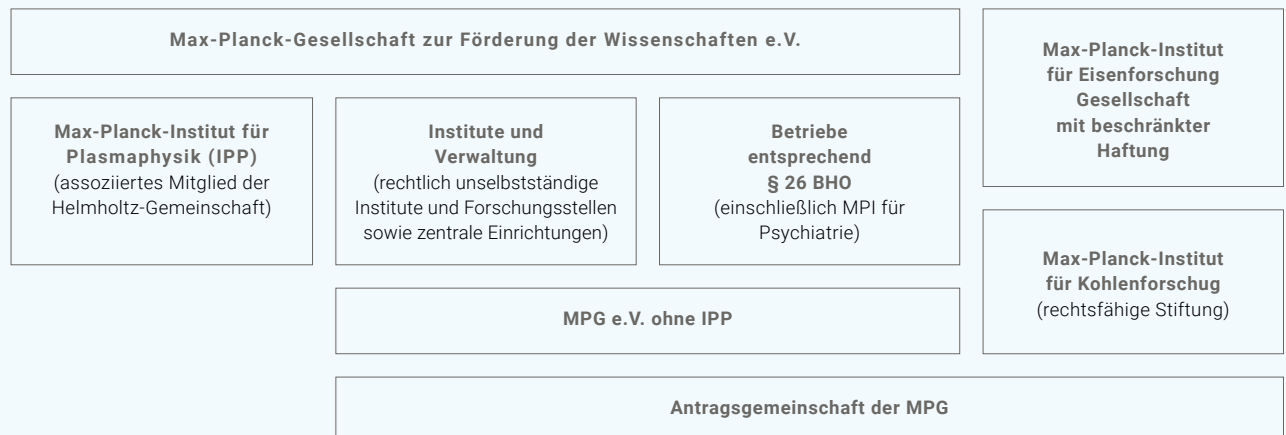 Max-Planck-Gesellschaft zur Förderung der Wissenschaften e.V.
Max-Planck-Institut für
Plasmaphysik (IPP)
(assoziiertes Mitglied der
Helmholtz-Gemeinschaft)
Institute und
Verwaltung
(rechtlich unselbstständige
Institute und Forschungsstellen
sowie zentrale Einrichtungen)
Betriebe
entsprechend
§ 26 BHO
(einschließlich MPI für
Psychiatrie)
Max-Planck-Institut
für Eisenforschung
Gesellschaft
mit beschränkter
Haftung
Max-Planck-Institut
für Kohlenforschug
(rechtsfähige Stiftung)
MPG e.V. ohne IPP
Antragsgemeinschaft der MPG